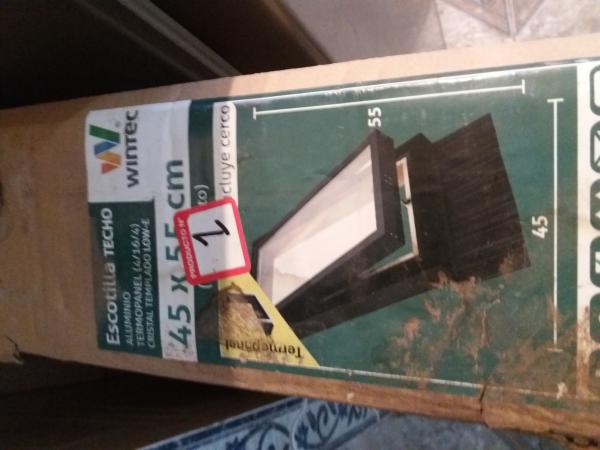 WINTEC
Escotilla TECHO
ALUMINIO
TERMOPANEL (4/16/4)
CRISTAL TEMPLADO LOW-E
45 x 55 cm
cluye cerco
PRODUCTO N°
1
Termopanel
55
45